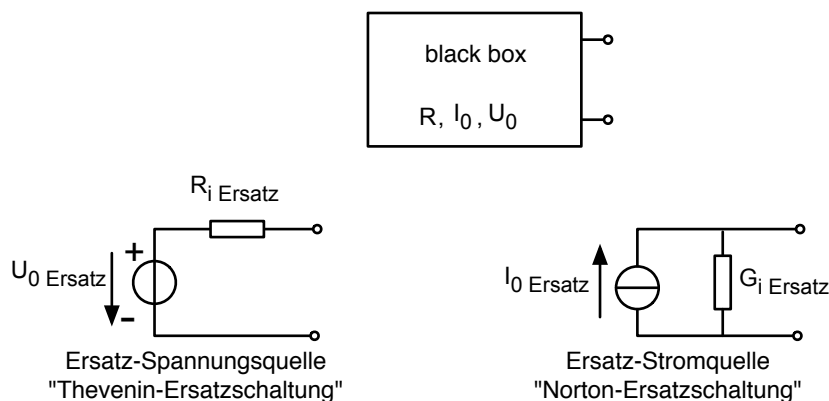 black box
R, I0, U0
Ri Ersatz
+
U0 Ersatz
-
Ersatz-Spannungsquelle
"Thevenin-Ersatzschaltung"
I0 Ersatz
Gi Ersatz
Ersatz-Stromquelle
"Norton-Ersatzschaltung"